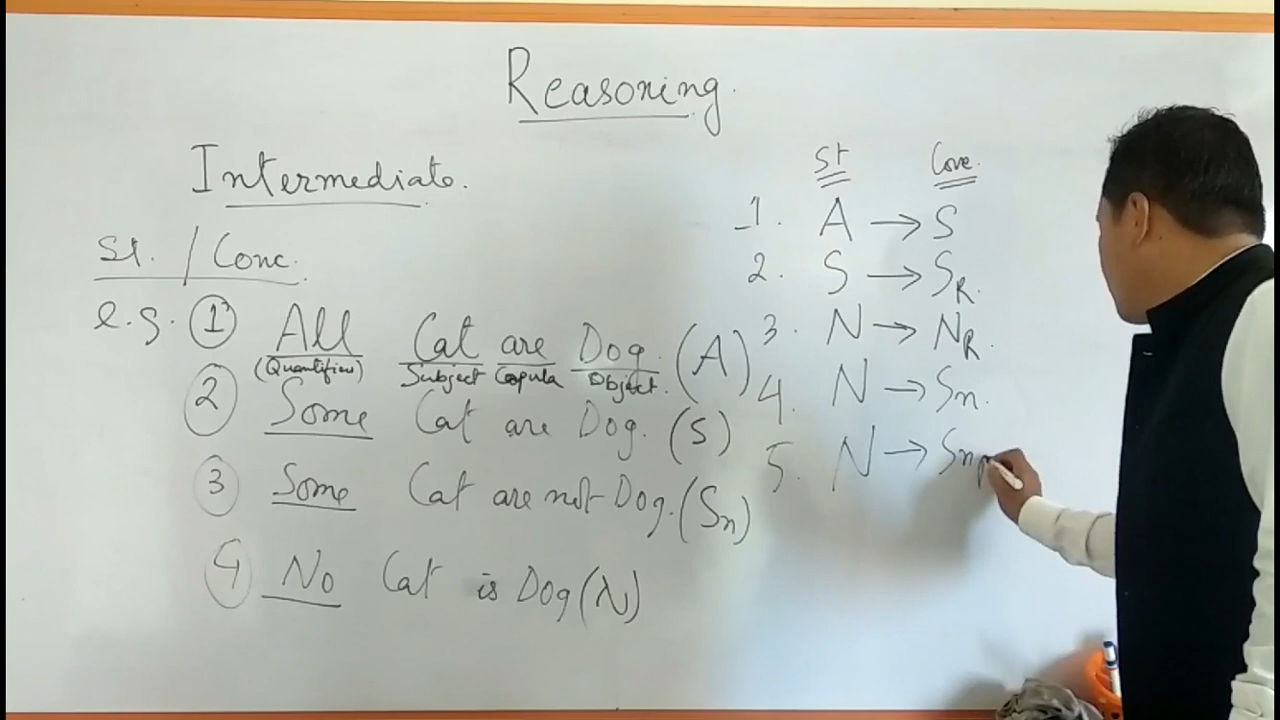 Reasoning.
Intermediate.
St. / Conc.
e.g. 1 All Cat are Dog. (A)
(Quantifier) Subject Copula Object.
2 Some Cat are Dog. (S)
3 Some Cat are not Dog. (Sn)
4 No Cat is Dog (N)
St
1. A → S
2. S → SR.
3. N → NR.
4. N → Sn.
5. N → Sn